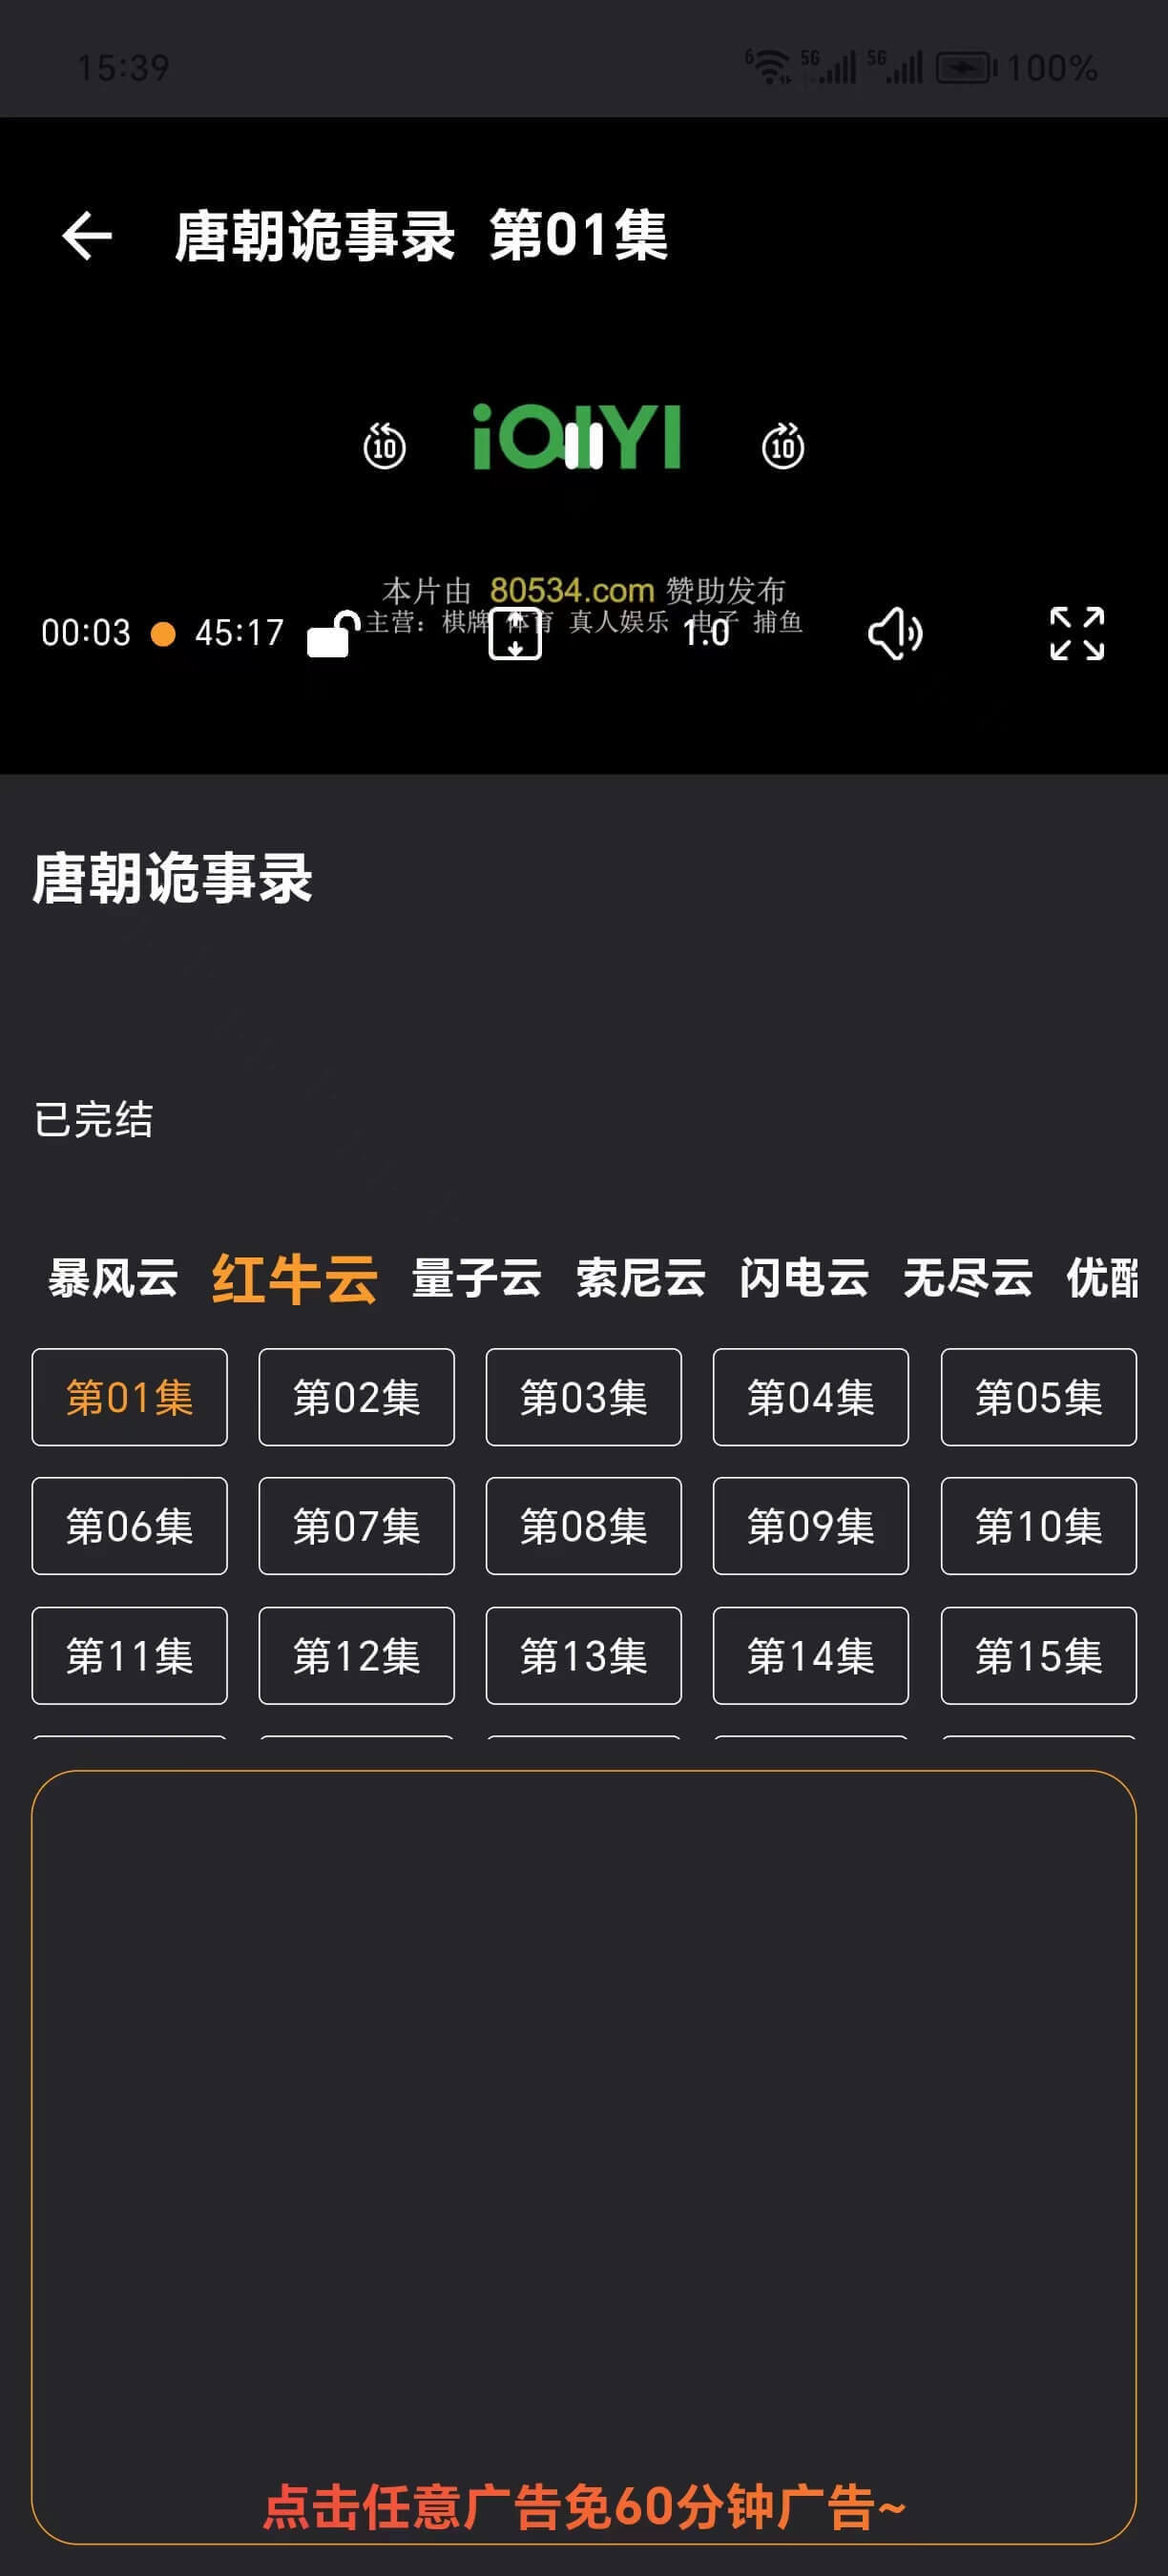 15:39
6 5G 5G 100%
唐朝诡事录 第01集
10 iQIYI 10
本片由 80534.com 赞助发布
主营：棋牌 体育 真人娱乐 电子 捕鱼
00:03 45:17 1.0
唐朝诡事录
已完结
暴风云 红牛云 量子云 索尼云 闪电云 无尽云 优酷
第01集 第02集 第03集 第04集 第05集
第06集 第07集 第08集 第09集 第10集
第11集 第12集 第13集 第14集 第15集
点击任意广告免60分钟广告~